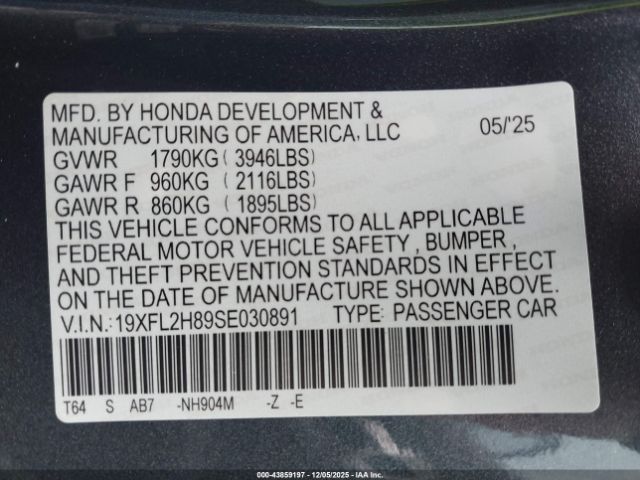 MFD. BY HONDA DEVELOPMENT &
MANUFACTURING OF AMERICA, LLC 05/'25
GVWR 1790KG ( 3946LBS)
GAWR F 960KG ( 2116LBS)
GAWR R 860KG ( 1895LBS)
THIS VEHICLE CONFORMS TO ALL APPLICABLE
FEDERAL MOTOR VEHICLE SAFETY , BUMPER ,
AND THEFT PREVENTION STANDARDS IN EFFECT
ON THE DATE OF MANUFACTURE SHOWN ABOVE.
V.I.N.:19XFL2H89SE030891 TYPE: PASSENGER CAR
T64 S AB7 -NH904M -Z -E
000-43859197 - 12/05/2025 - IAA Inc.